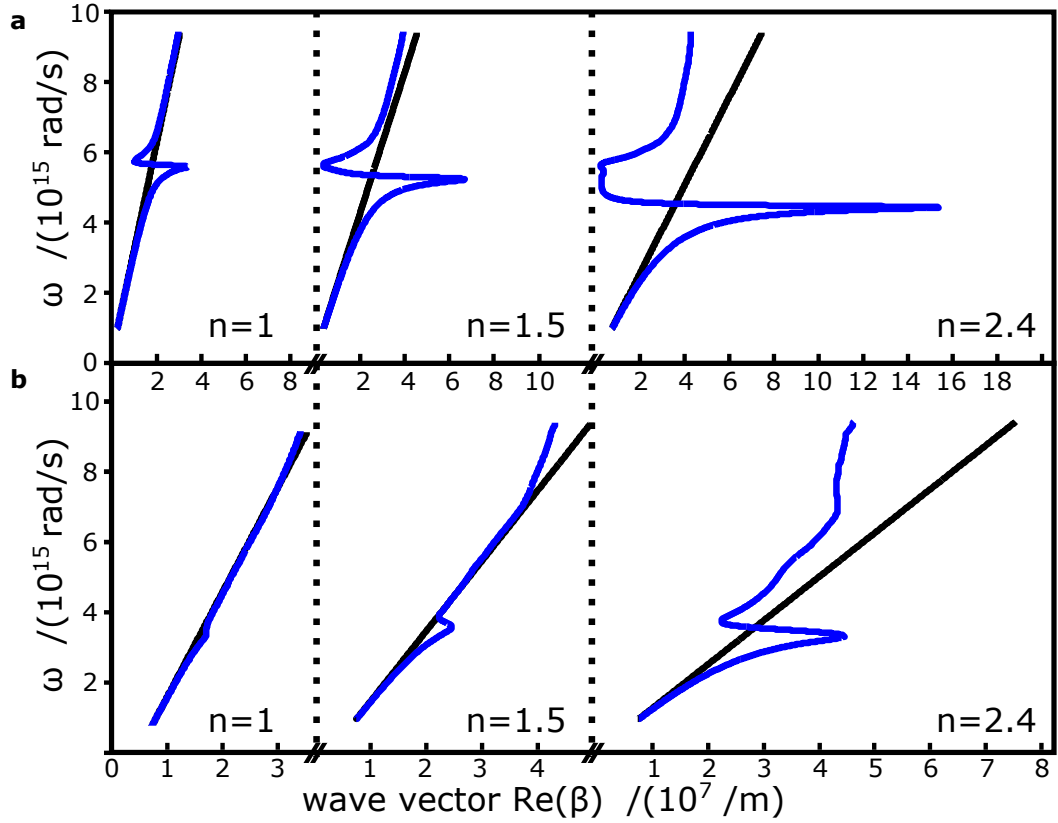 a
10
8
6
4
2
0
ω /(10¹⁵ rad/s)
n=1
n=1.5
n=2.4
2 4 6 8 2 4 6 8 10 2 4 6 8 10 12 14 16 18
b
10
8
6
4
2
ω /(10¹⁵ rad/s)
n=1
n=1.5
n=2.4
0 1 2 3 1 2 3 4 1 2 3 4 5 6 7 8
wave vector Re(β) /(10⁷ /m)